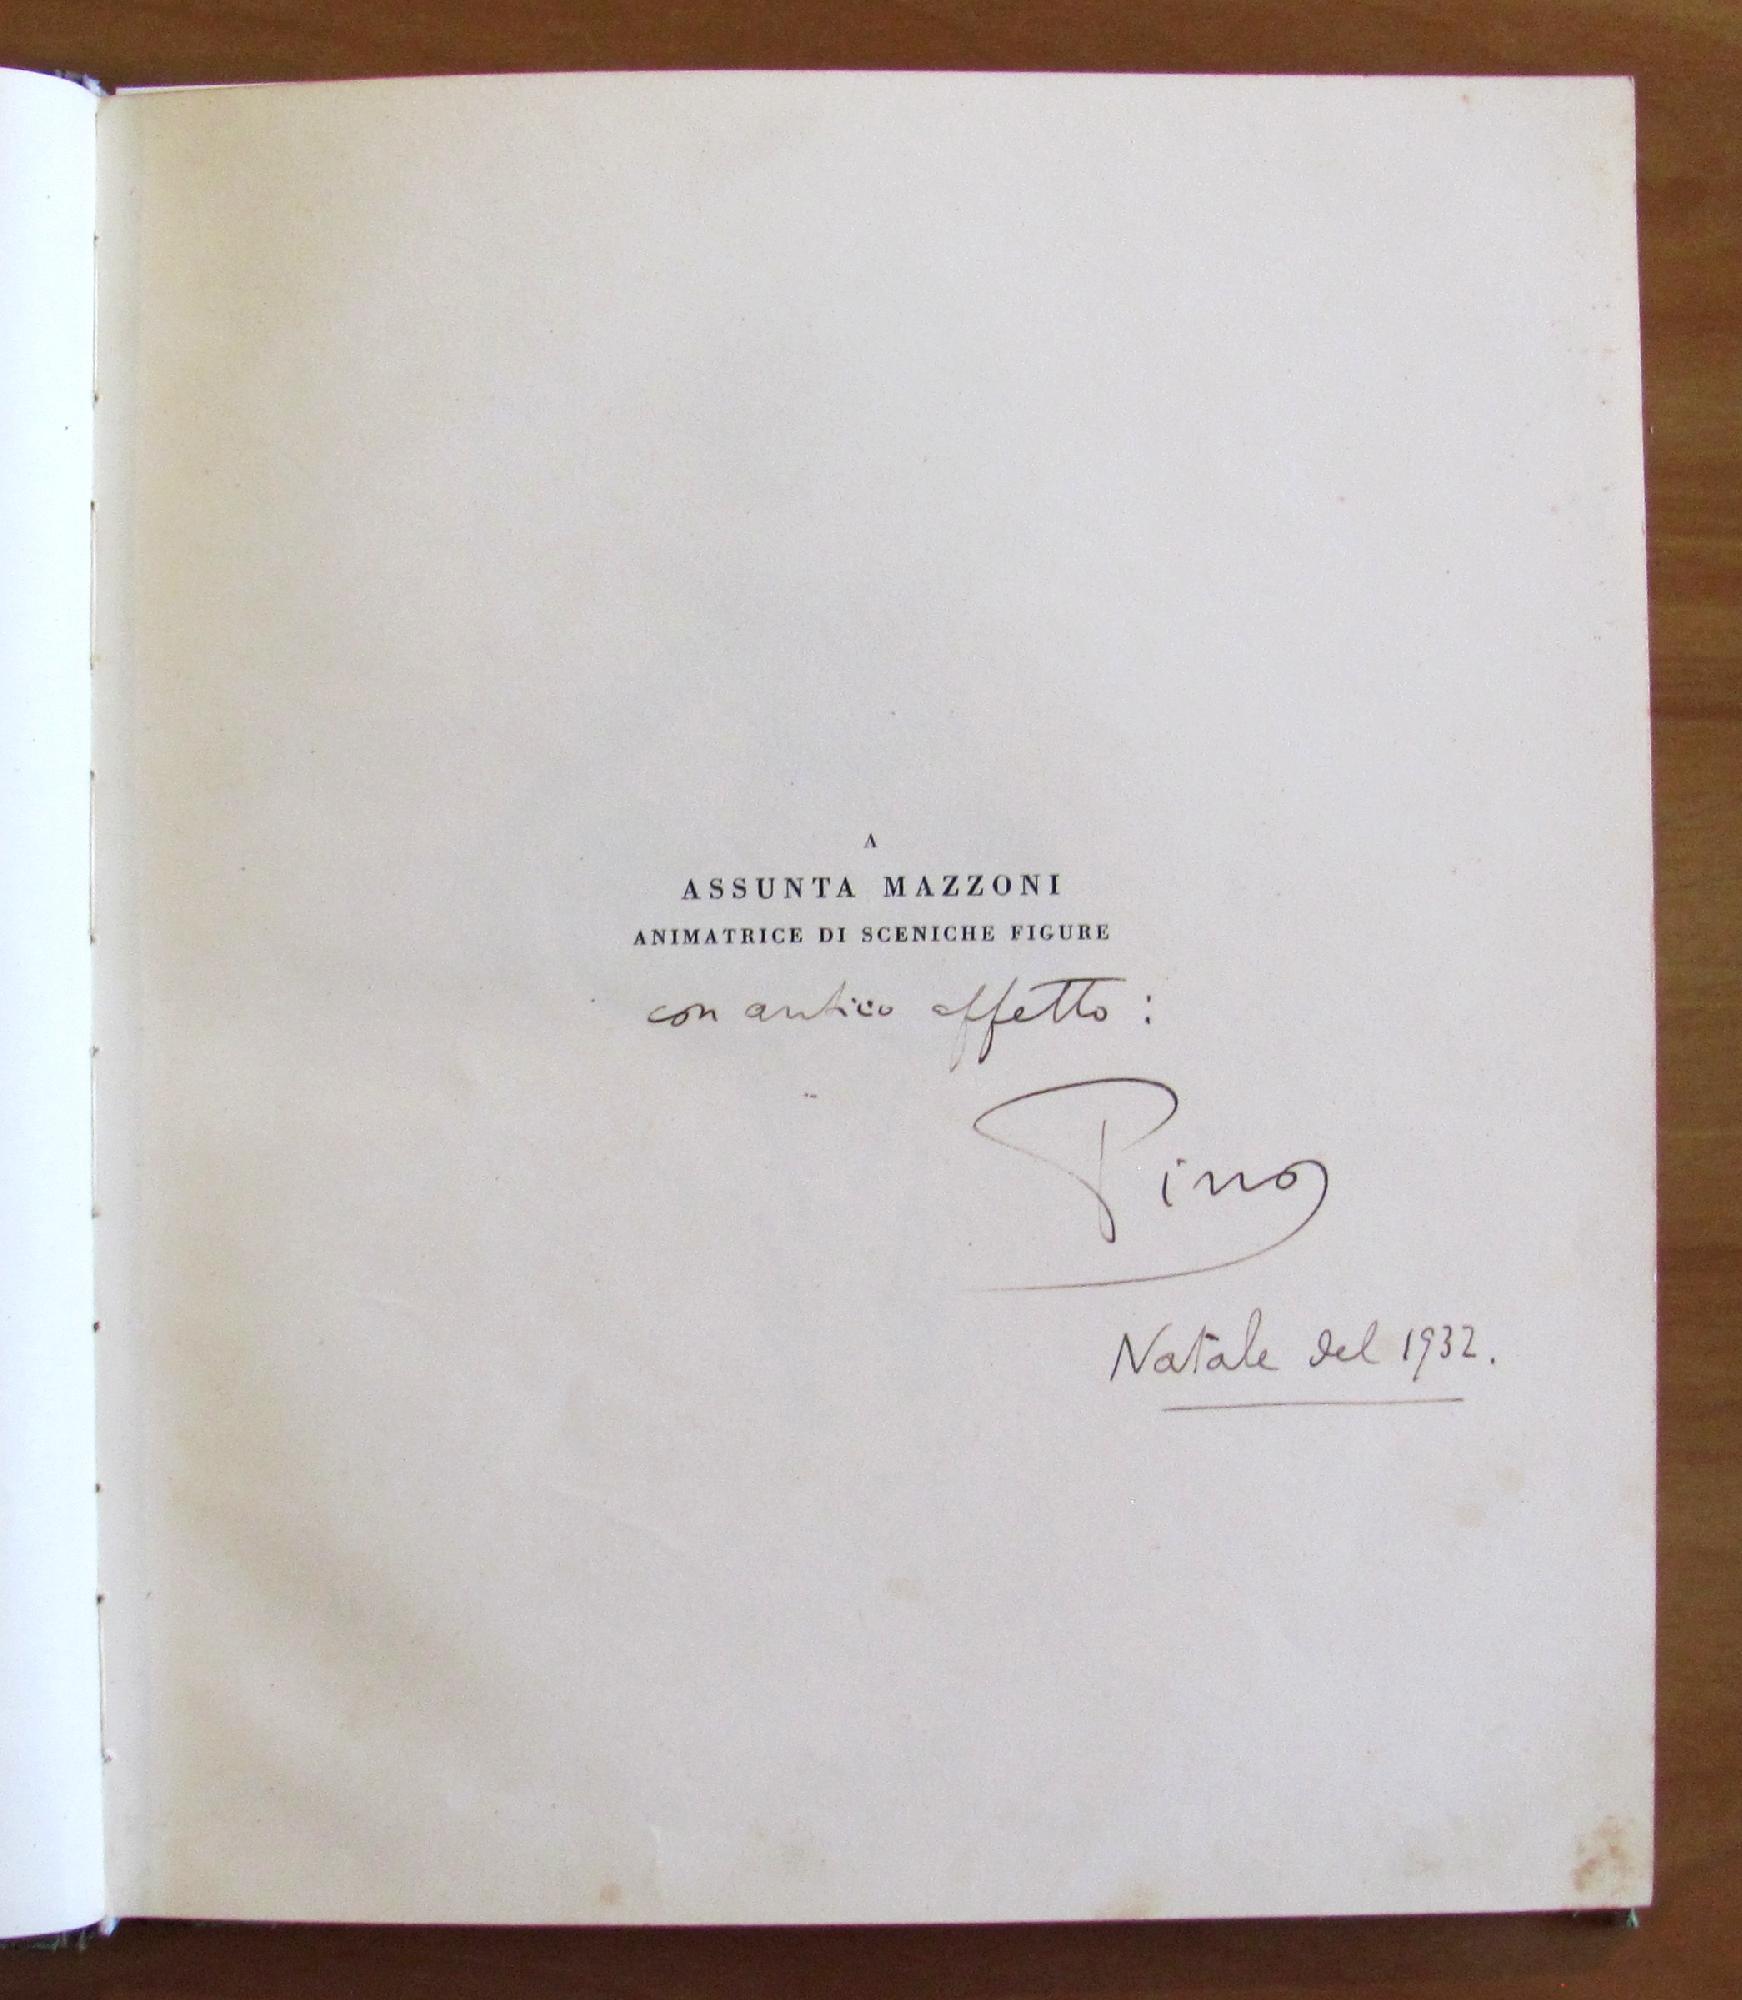 A
ASSUNTA MAZZONI
ANIMATRICE DI SCENICHE FIGURE
con antico affetto:
Pino
Natale del 1932.